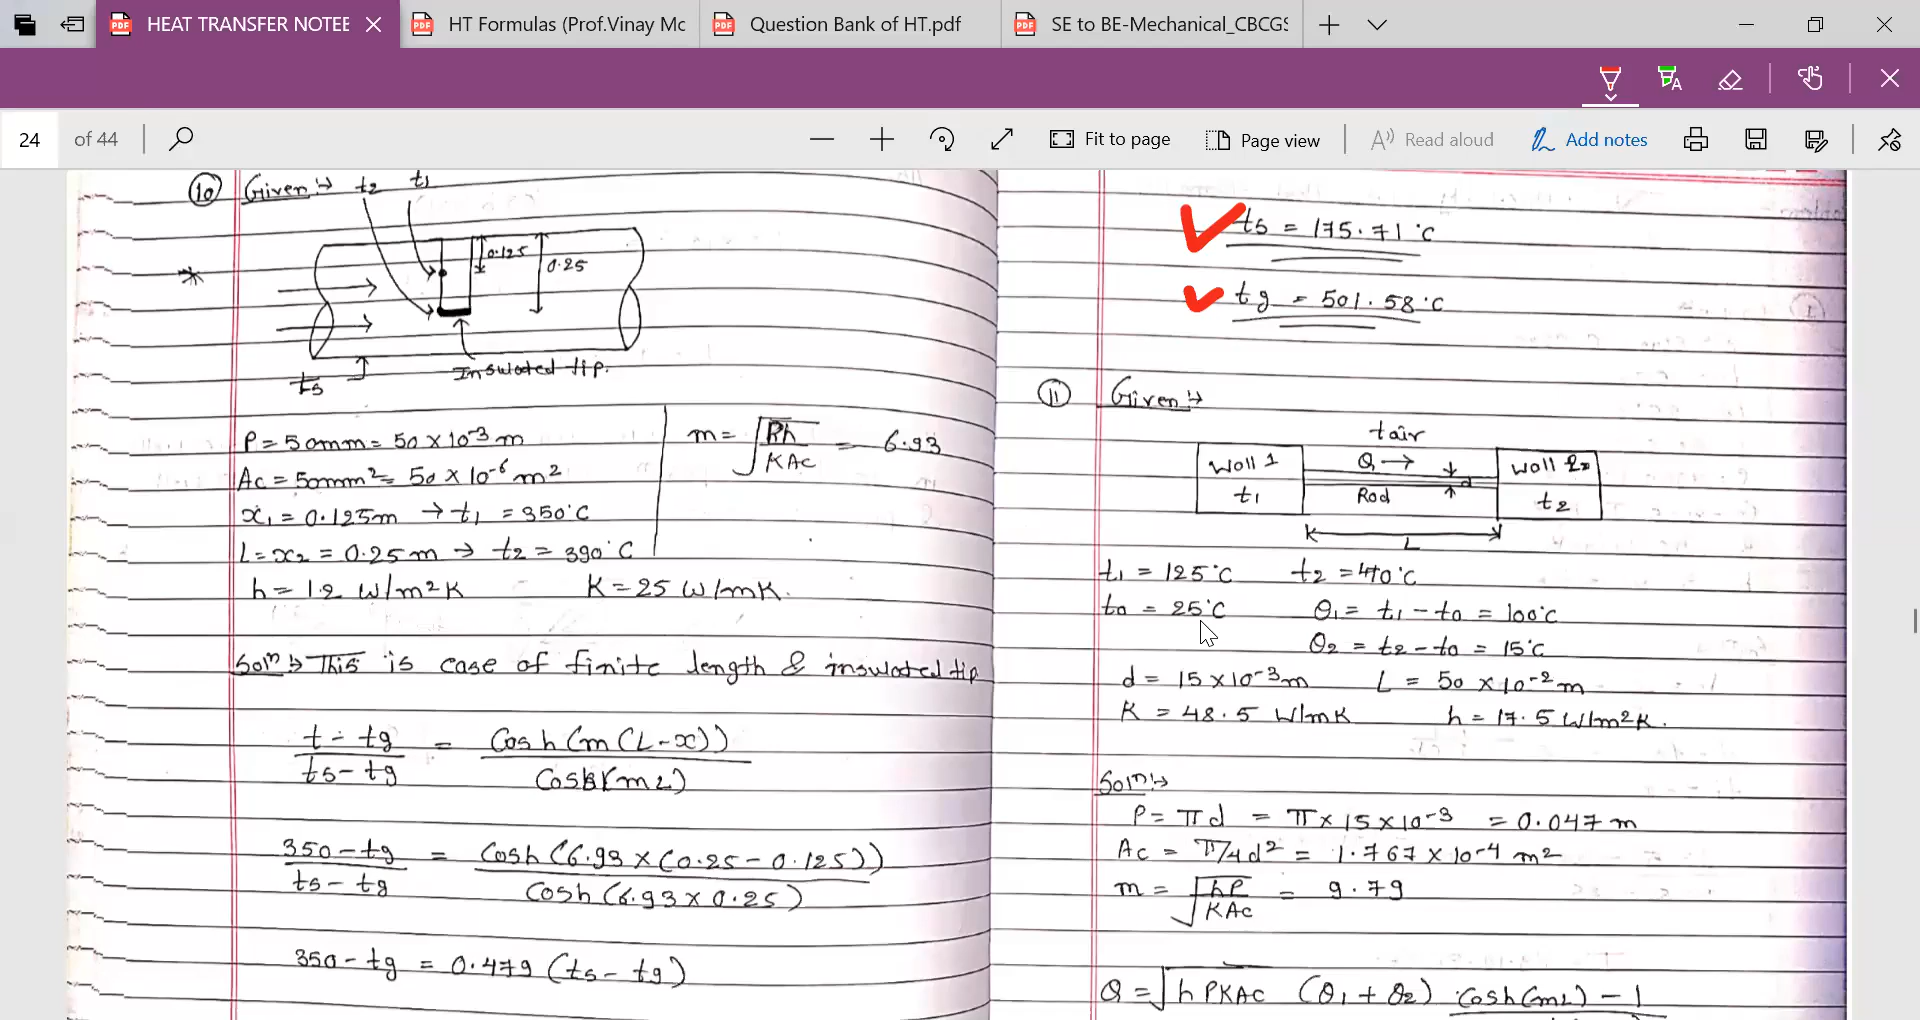 HEAT TRANSFER NOTEE
HT Formulas (Prof.Vinay Mc
Question Bank of HT.pdf
SE to BE-Mechanical_CBCGS
24 of 44
Fit to page
Page view
Read aloud
Add notes
10 Given :→ t2 t1
0.125
0.25
ts
Insulated tip.
P = 50mm = 50 × 10-3 m
Ac = 50mm² = 50 × 10-6 m2
x1 = 0.125m → t1 = 350°C
L = x2 = 0.25 m → t2 = 390°C
h = 12 W/m2K K = 25 W/mK.
m = √Ph/KAc = 6.93
Soln :→ This is case of finite length & insulated tip
t - tg / ts - tg = Cosh(m(L-x)) / Cosh(mL)
350 - tg / ts - tg = Cosh(6.93 × (0.25 - 0.125)) / Cosh(6.93 × 0.25)
350 - tg = 0.479 (ts - tg)
ts = 175.71 °C
tg = 501.58 °C
11 Given :→
tair
Wall 1 Q → Wall 2
t1 Rod d t2
L
t1 = 125°C t2 = 40°C
to = 25°C θ1 = t1 - to = 100°C
θ2 = t2 - to = 15°C
d = 15 × 10-3 m L = 50 × 10-2 m
K = 48.5 W/mK h = 17.5 W/m2K.
Soln :→
P = πd = π × 15 × 10-3 = 0.047 m
Ac = π/4 d² = 1.767 × 10-4 m2
m = √hP/KAc = 9.79
Q = √hPKAc (θ1 + θ2) Cosh(mL) - 1